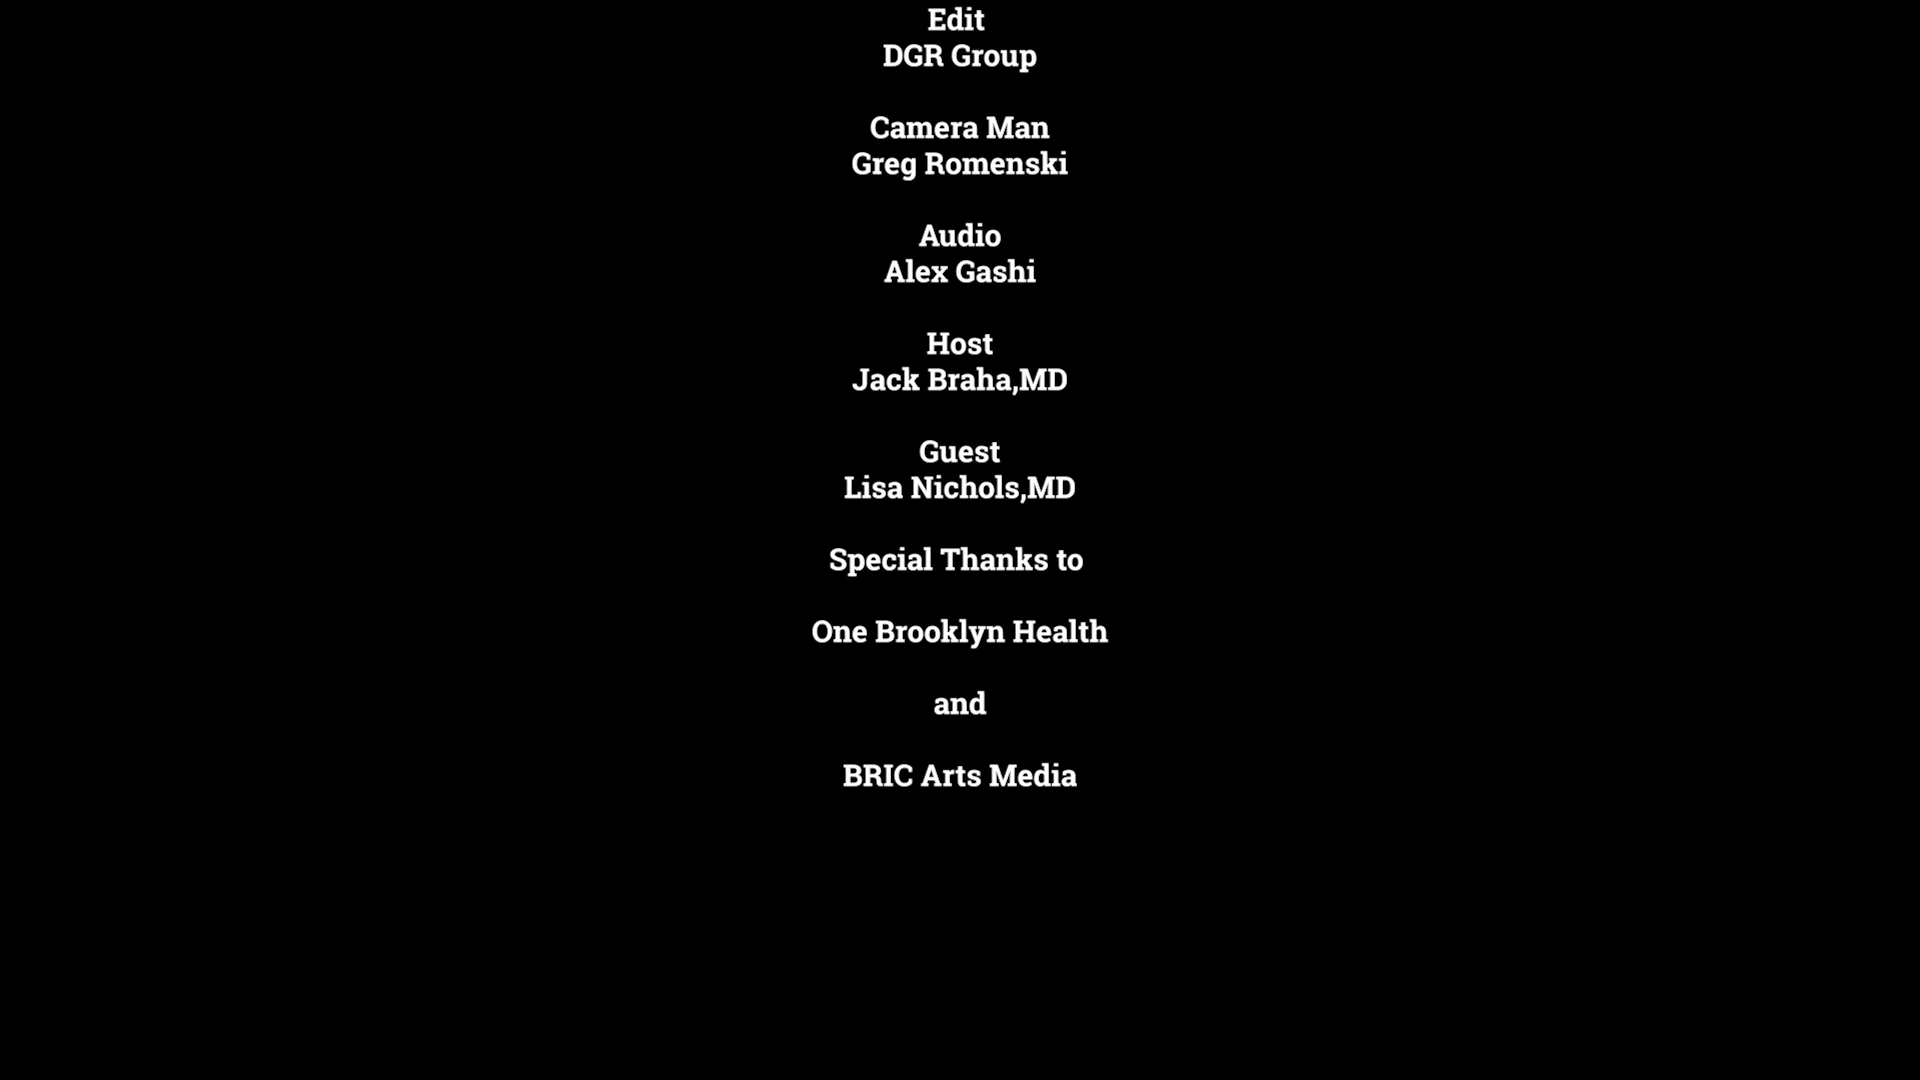 Edit
DGR Group
Camera Man
Greg Romenski
Audio
Alex Gashi
Host
Jack Braha,MD
Guest
Lisa Nichols,MD
Special Thanks to
One Brooklyn Health
and
BRIC Arts Media